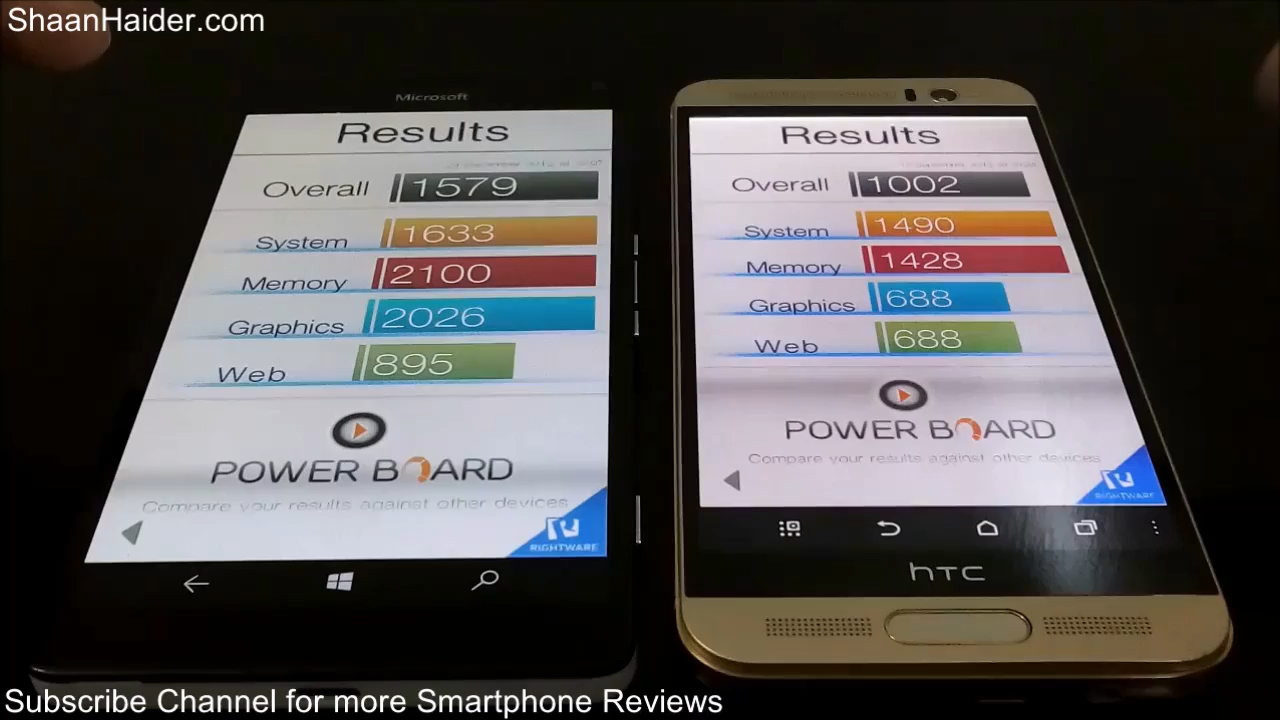 ShaanHaider.com
Microsoft
Results
Overall 1579
System 1633
Memory 2100
Graphics 2026
Web 895
POWER BOARD
Compare your results against other devices
RIGHTWARE
Results
Overall 1002
System 1490
Memory 1428
Graphics 688
Web 688
POWER BOARD
Compare your results against other devices
RIGHTWARE
hTC
Subscribe Channel for more Smartphone Reviews